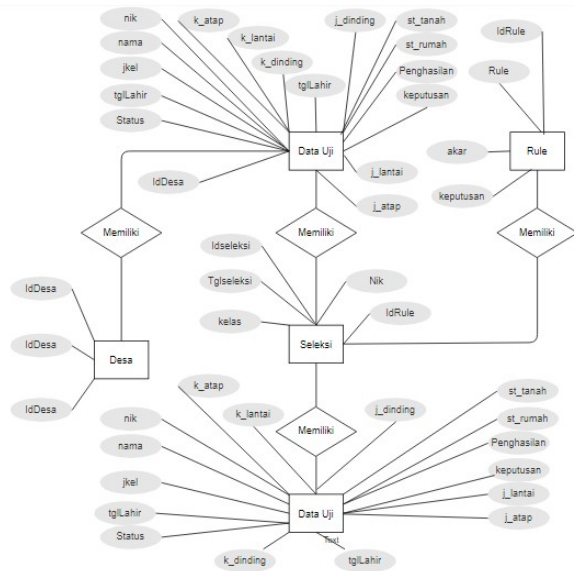 nik
k_atap
j_dinding
st_tanah
IdRule
nama
k_lantai
st_rumah
jkel
k_dinding
Penghasilan
Rule
tglLahir
tglLahir
keputusan
Status
Data Uji
akar
Rule
IdDesa
j_lantai
keputusan
j_atap
Memiliki
Memiliki
Memiliki
Idseleksi
Tglseleksi
Nik
IdDesa
kelas
IdRule
IdDesa
Desa
Seleksi
IdDesa
k_atap
k_lantai
j_dinding
st_tanah
nik
st_rumah
nama
Memiliki
Penghasilan
jkel
keputusan
j_lantai
tglLahir
Data Uji
j_atap
Status
Text
k_dinding
tglLahir